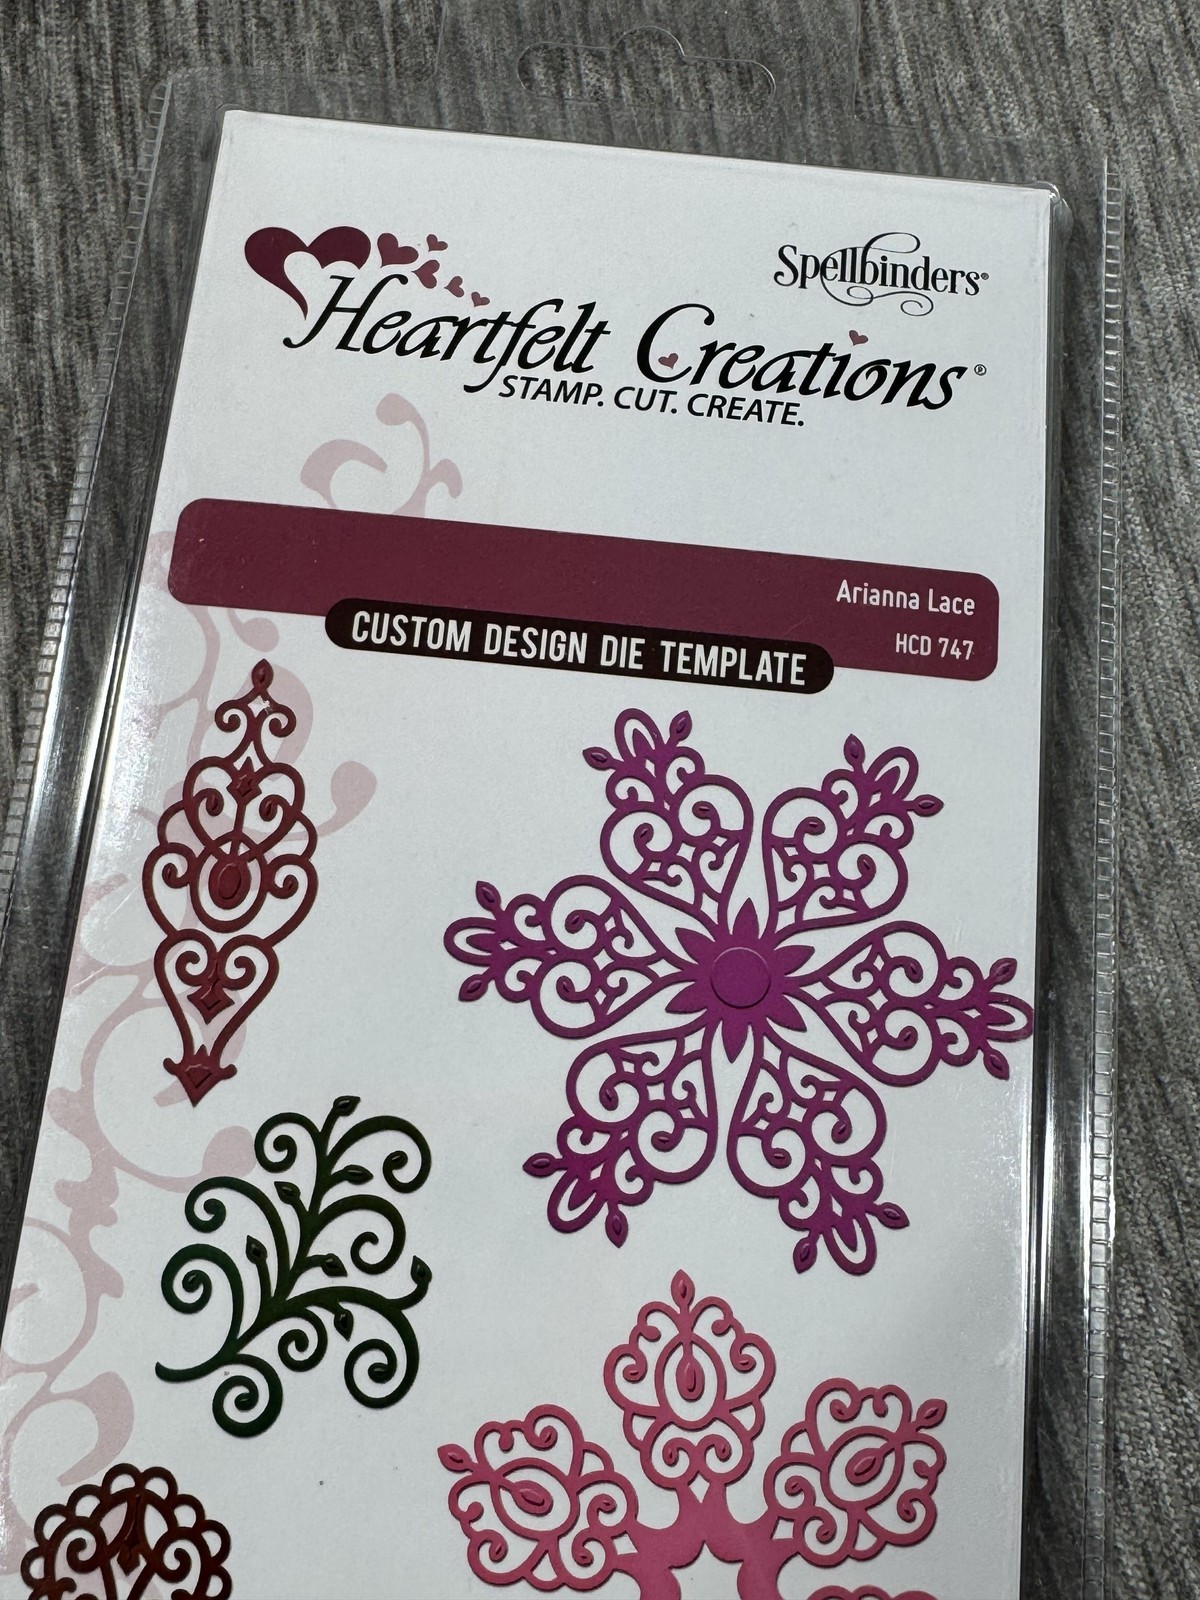 Spellbinders®
Heartfelt Creations®
STAMP. CUT. CREATE.
Arianna Lace
HCD 747
CUSTOM DESIGN DIE TEMPLATE